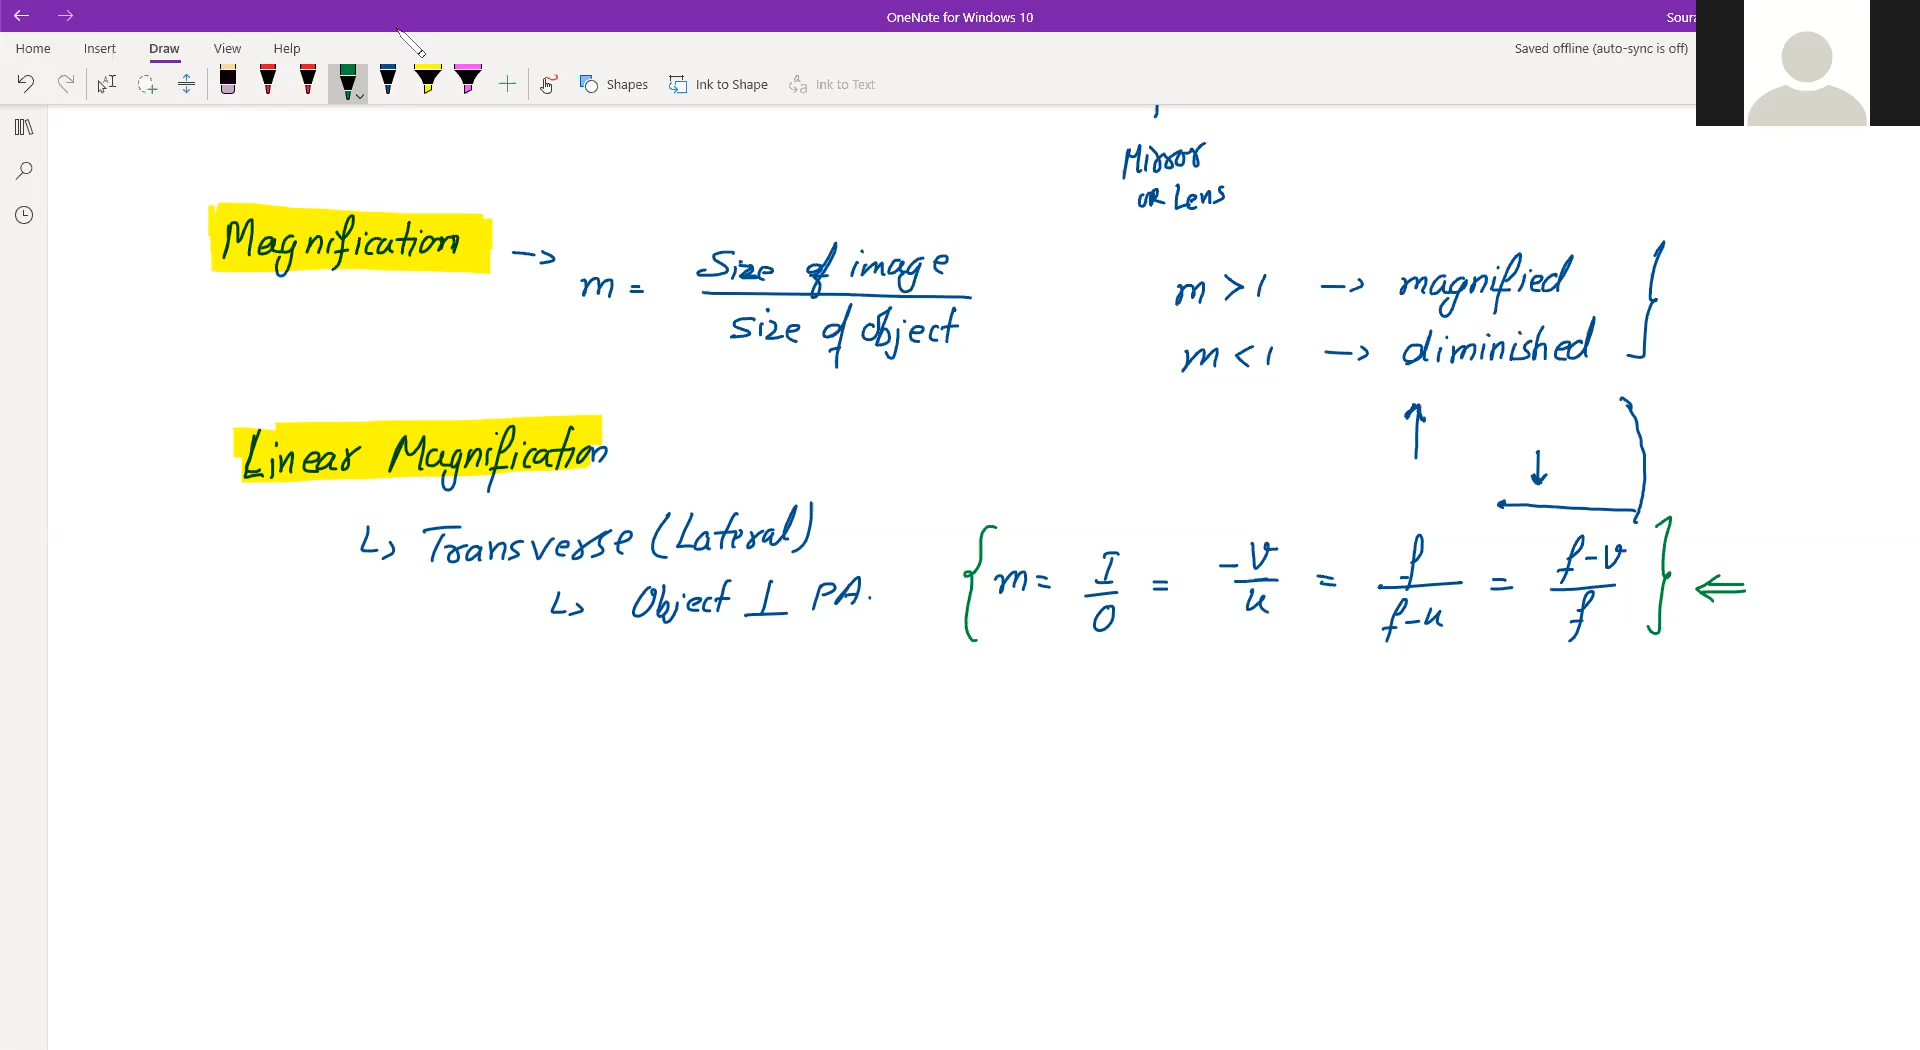 OneNote for Windows 10
Soura
Home Insert Draw View Help
Saved offline (auto-sync is off)
Shapes Ink to Shape Ink to Text
Mirror
OR Lens
Magnification → m = Size of image / Size of object
m > 1 → magnified
m < 1 → diminished
Linear Magnification
↳ Transverse (Lateral)
↳ Object ⊥ PA.
{ m = I/O = -v/u = f/f-u = f-v/f } ⇐